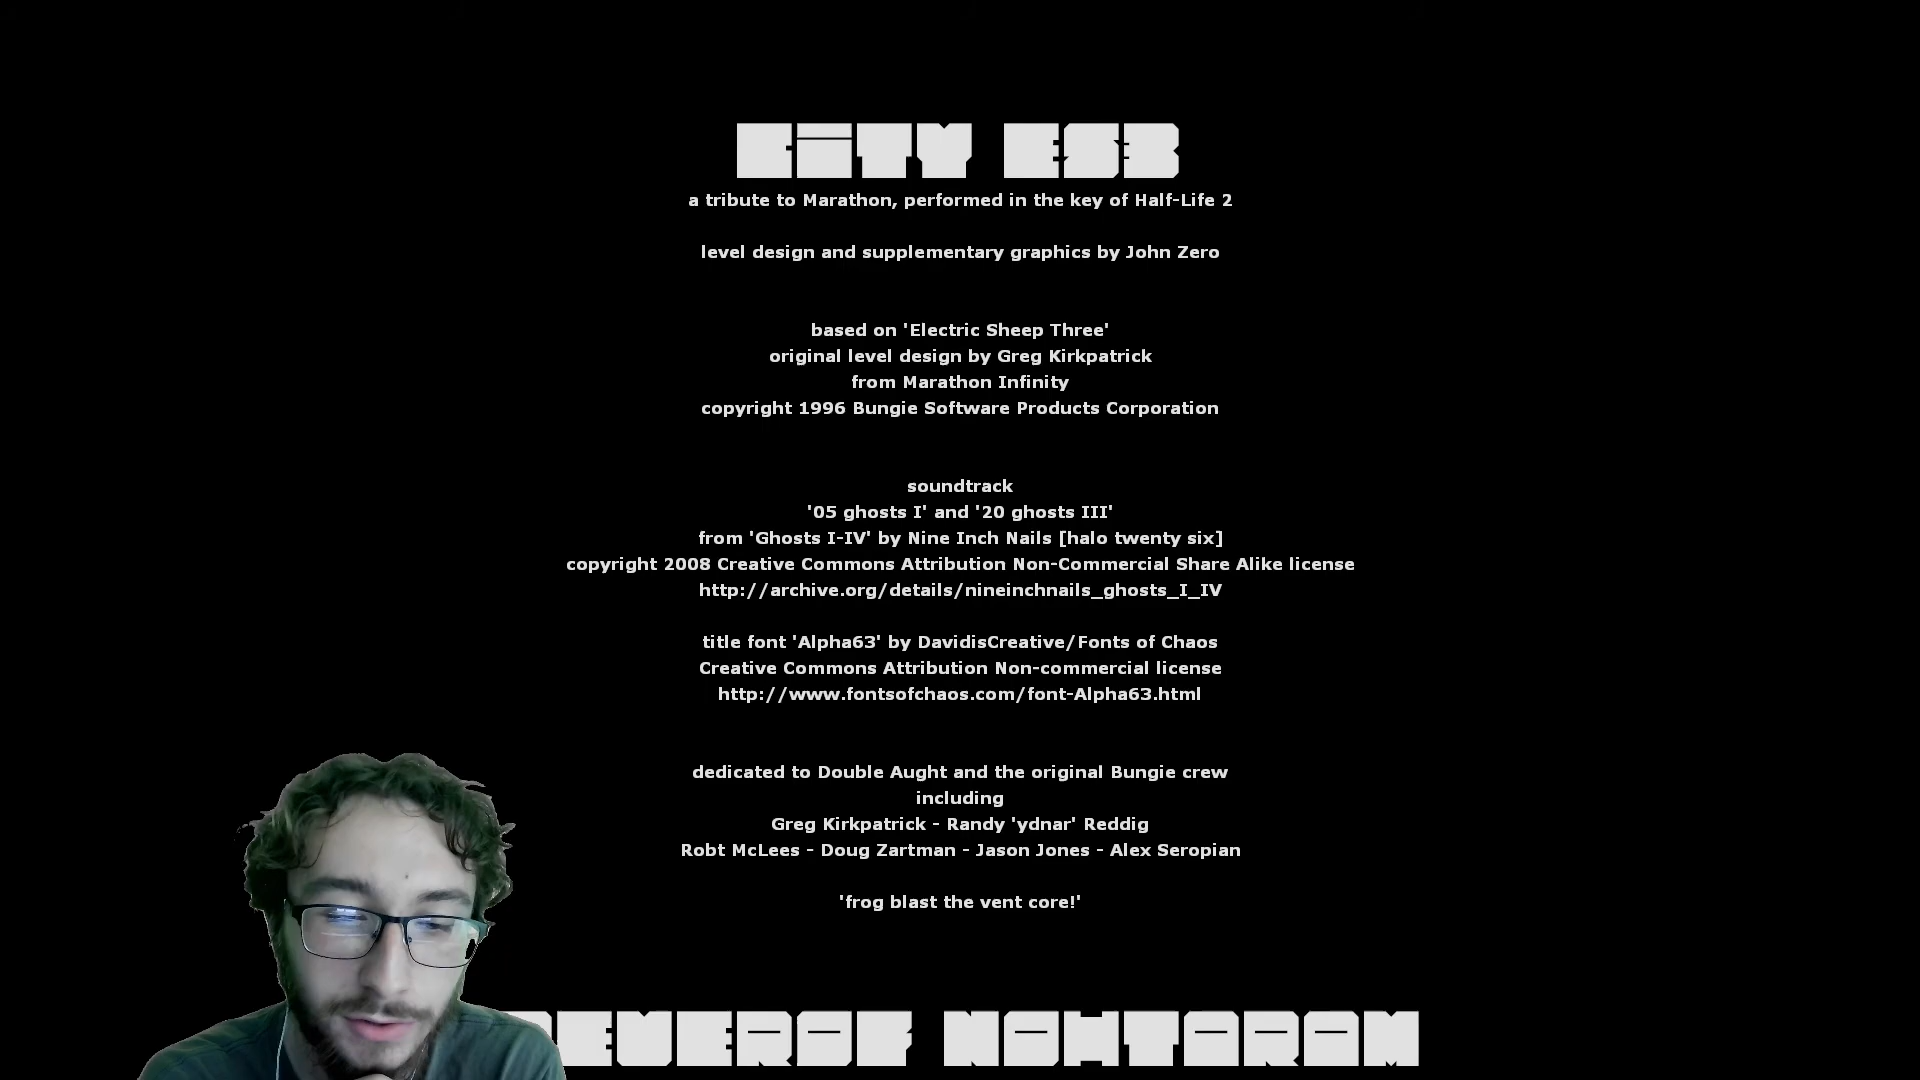 CITY ES3
a tribute to Marathon, performed in the key of Half-Life 2
level design and supplementary graphics by John Zero
based on 'Electric Sheep Three'
original level design by Greg Kirkpatrick
from Marathon Infinity
copyright 1996 Bungie Software Products Corporation
soundtrack
'05 ghosts I' and '20 ghosts III'
from 'Ghosts I-IV' by Nine Inch Nails [halo twenty six]
copyright 2008 Creative Commons Attribution Non-Commercial Share Alike license
http://archive.org/details/nineinchnails_ghosts_I_IV
title font 'Alpha63' by DavidisCreative/Fonts of Chaos
Creative Commons Attribution Non-commercial license
http://www.fontsofchaos.com/font-Alpha63.html
dedicated to Double Aught and the original Bungie crew
including
Greg Kirkpatrick - Randy 'ydnar' Reddig
Robt McLees - Doug Zartman - Jason Jones - Alex Seropian
'frog blast the vent core!'
NOHTARAM